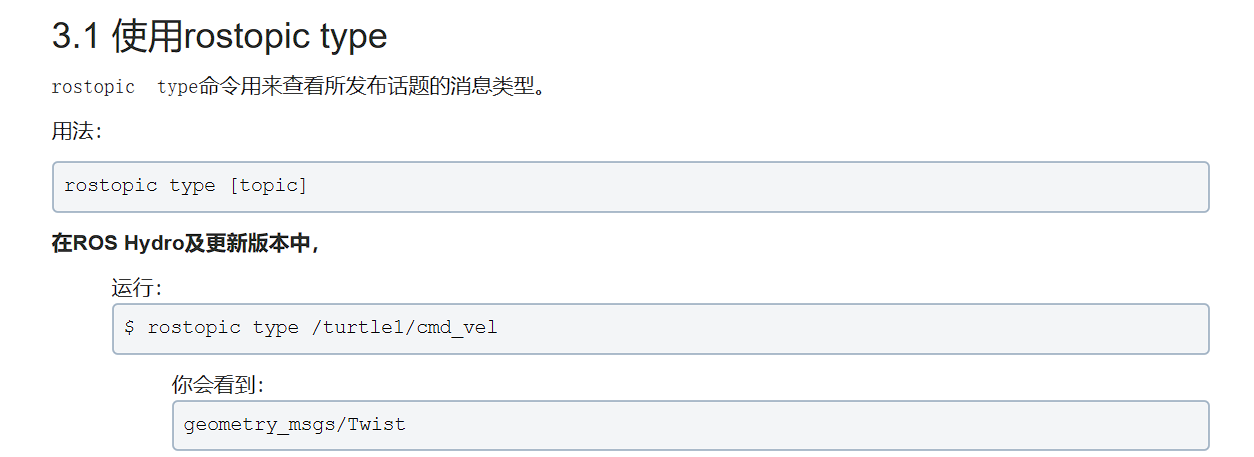 3.1 使用rostopic type
rostopic  type命令用来查看所发布话题的消息类型。
用法：
rostopic type [topic]
在ROS Hydro及更新版本中，
运行：
$ rostopic type /turtle1/cmd_vel
你会看到：
geometry_msgs/Twist